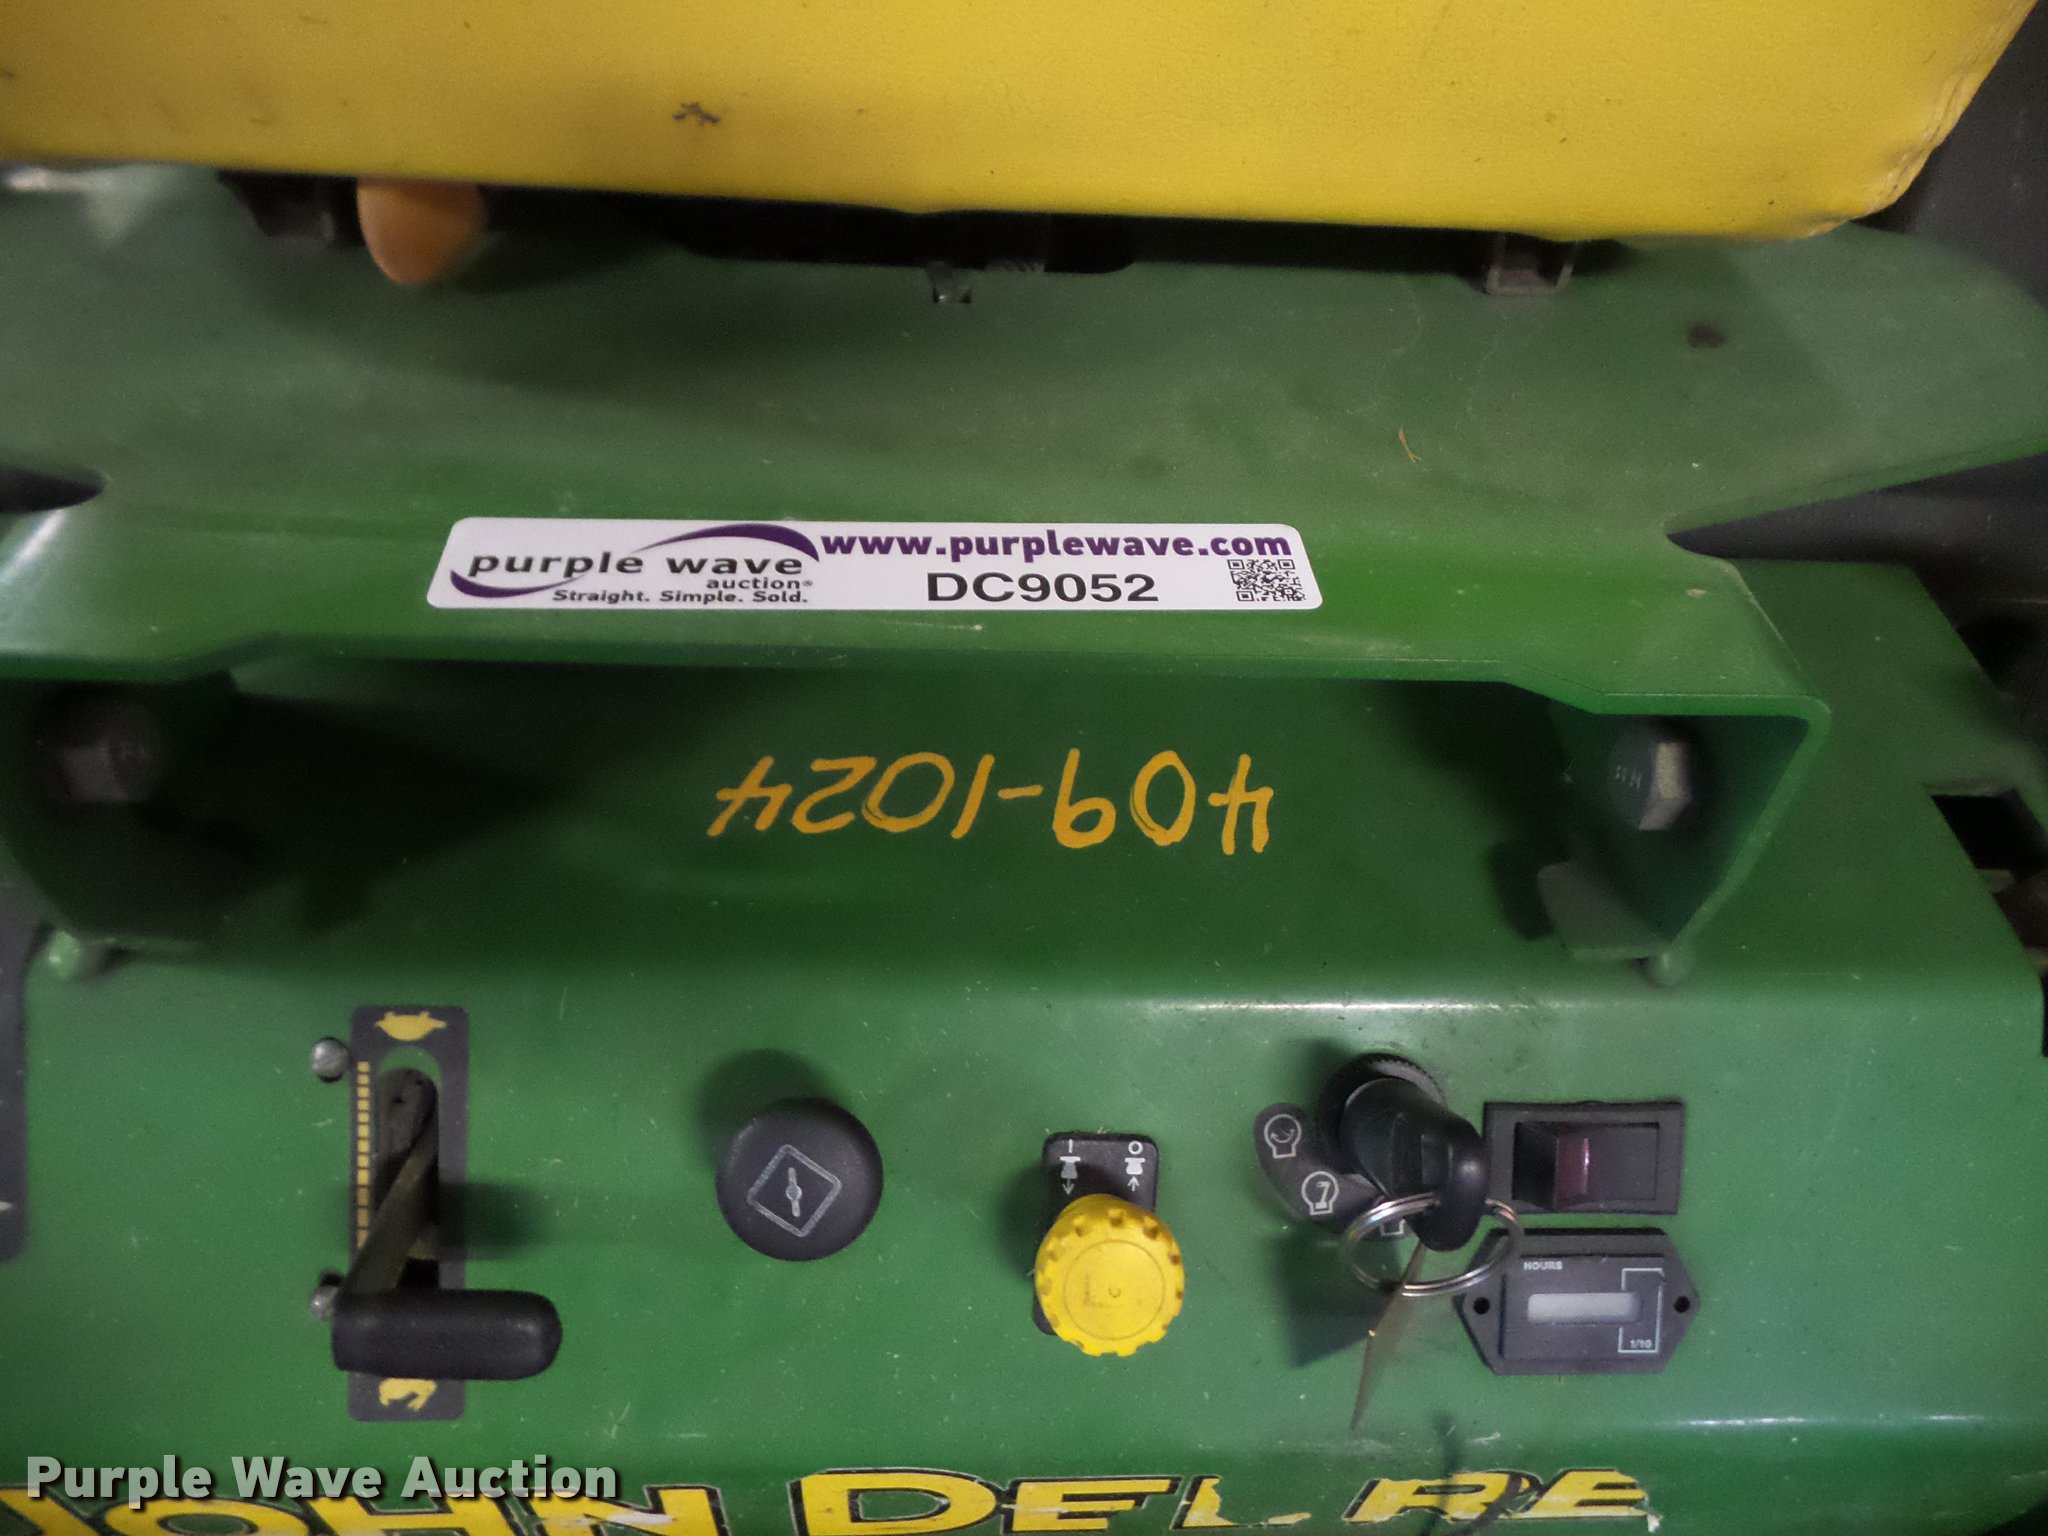 www.purplewave.com
purple wave
auction®
Straight. Simple. Sold.
DC9052
409-1024
I O
HOURS
1/10
Purple Wave Auction
JOHN DEERE